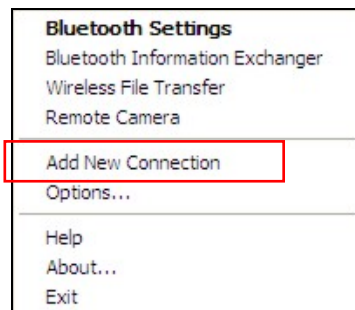 Bluetooth Settings
Bluetooth Information Exchanger
Wireless File Transfer
Remote Camera
Add New Connection
Options...
Help
About...
Exit